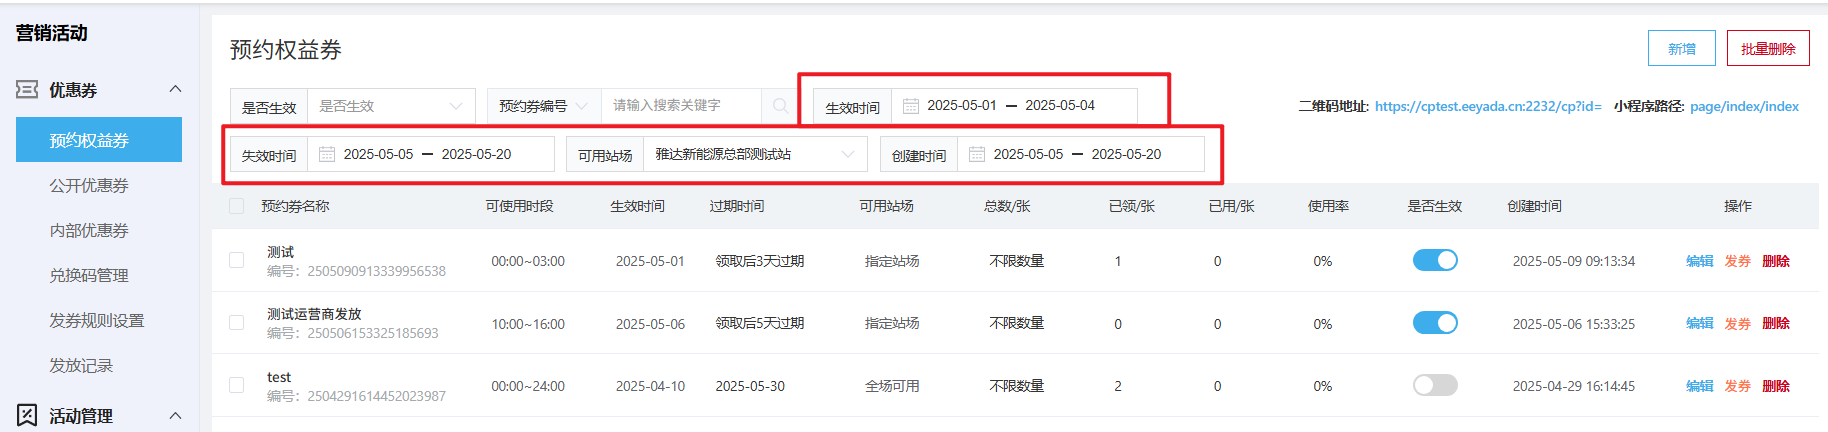 营销活动
优惠券
预约权益券
公开优惠券
内部优惠券
兑换码管理
发券规则设置
发放记录
活动管理
预约权益券
新增 批量删除
是否生效 是否生效 预约券编号 请输入搜索关键字 生效时间 2025-05-01 — 2025-05-04 二维码地址: https://cptest.eeyada.cn:2232/cp?id= 小程序路径: page/index/index
失效时间 2025-05-05 — 2025-05-20 可用站场 雅达新能源总部测试站 创建时间 2025-05-05 — 2025-05-20
预约券名称 可使用时段 生效时间 过期时间 可用站场 总数/张 已领/张 已用/张 使用率 是否生效 创建时间 操作
测试
编号：2505090913339956538 00:00~03:00 2025-05-01 领取后3天过期 指定站场 不限数量 1 0 0% 2025-05-09 09:13:34 编辑 发券 删除
测试运营商发放
编号：250506153325185693 10:00~16:00 2025-05-06 领取后5天过期 指定站场 不限数量 0 0 0% 2025-05-06 15:33:25 编辑 发券 删除
test
编号：2504291614452023987 00:00~24:00 2025-04-10 2025-05-30 全场可用 不限数量 2 0 0% 2025-04-29 16:14:45 编辑 发券 删除